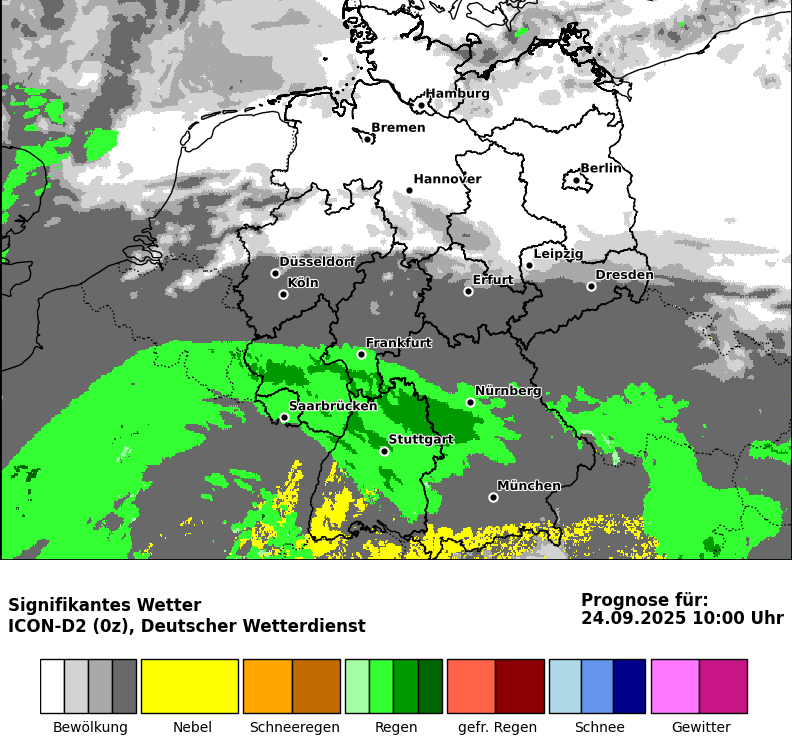 Hamburg
Bremen
Berlin
Hannover
Leipzig
Düsseldorf
Dresden
Köln
Erfurt
Frankfurt
Nürnberg
Saarbrücken
Stuttgart
München
Signifikantes Wetter
ICON-D2 (0z), Deutscher Wetterdienst
Prognose für:
24.09.2025 10:00 Uhr
Bewölkung
Nebel
Schneeregen
Regen
gefr. Regen
Schnee
Gewitter